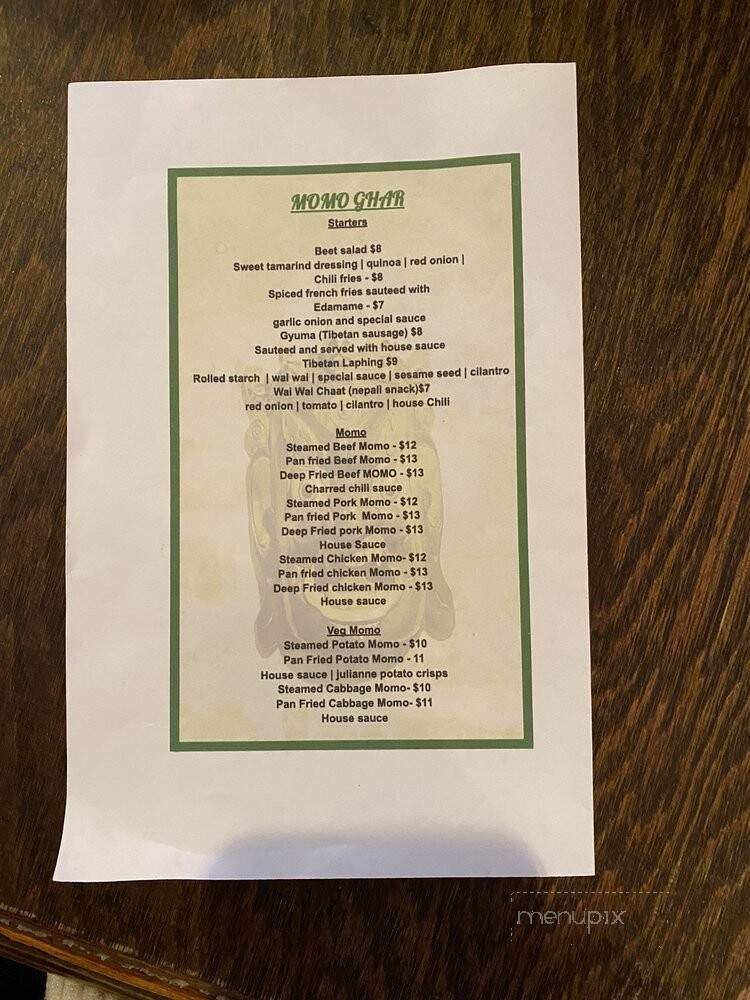 MOMO GHAR
Starters
Beet salad $8
Sweet tamarind dressing | quinoa | red onion |
Chili fries - $8
Spiced french fries sauteed with
Edamame - $7
garlic onion and special sauce
Gyuma (Tibetan sausage) $8
Sauteed and served with house sauce
Tibetan Laphing $9
Rolled starch | wai wai | special sauce | sesame seed | cilantro
Wai Wai Chaat (nepali snack)$7
red onion | tomato | cilantro | house Chili
Momo
Steamed Beef Momo - $12
Pan fried Beef Momo - $13
Deep Fried Beef MOMO - $13
Charred chili sauce
Steamed Pork Momo - $12
Pan fried Pork Momo - $13
Deep Fried pork Momo - $13
House Sauce
Steamed Chicken Momo- $12
Pan fried chicken Momo - $13
Deep Fried chicken Momo - $13
House sauce
Veg Momo
Steamed Potato Momo - $10
Pan Fried Potato Momo - 11
House sauce | julianne potato crisps
Steamed Cabbage Momo- $10
Pan Fried Cabbage Momo- $11
House sauce
menupix